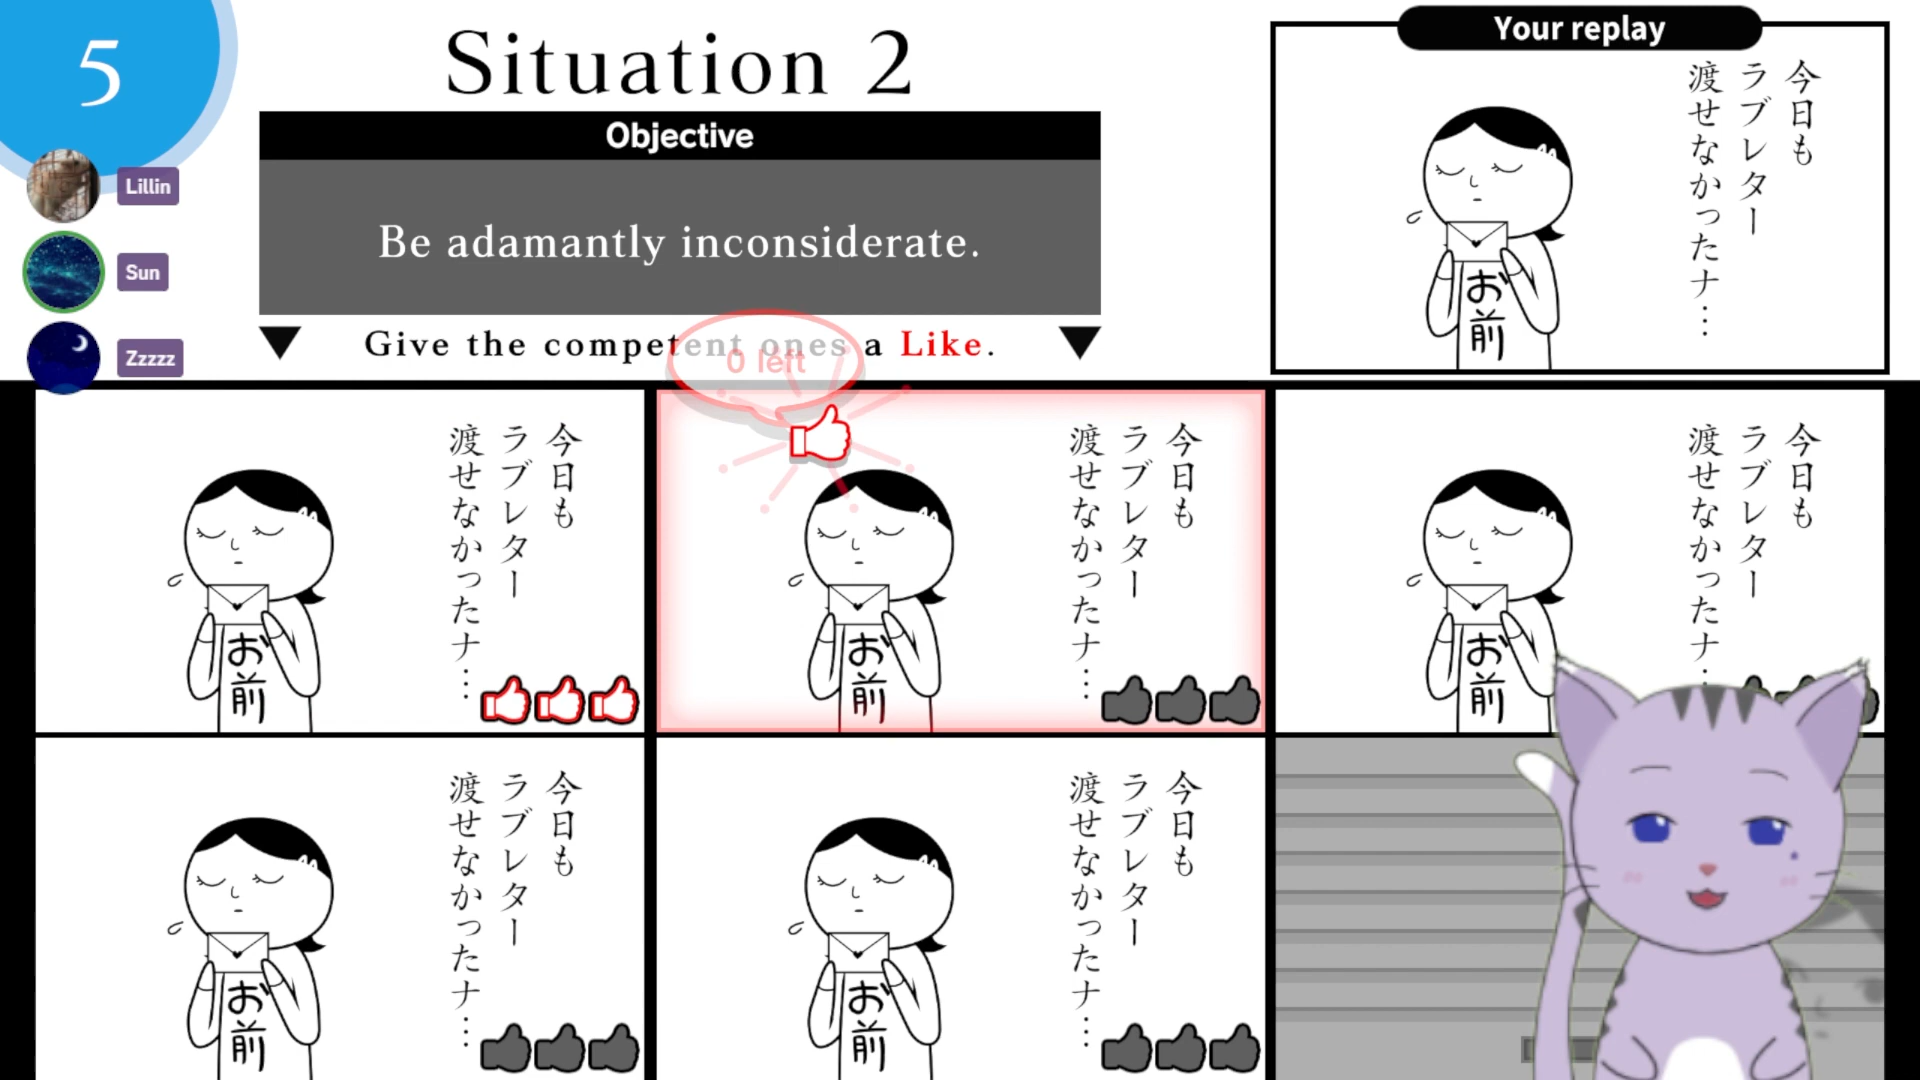 5
Lillin
Sun
Zzzzz
Situation 2
Objective
Be adamantly inconsiderate.
Give the competent ones a Like.
0 left
Your replay
今日も
ラブレター
渡せなかったナ…
お前
今日も
ラブレター
渡せなかったナ…
お前
今日も
ラブレター
渡せなかったナ…
お前
今日も
ラブレター
渡せなかったナ…
お前
今日も
ラブレター
渡せなかったナ…
お前
今日も
ラブレター
渡せなかったナ…
お前